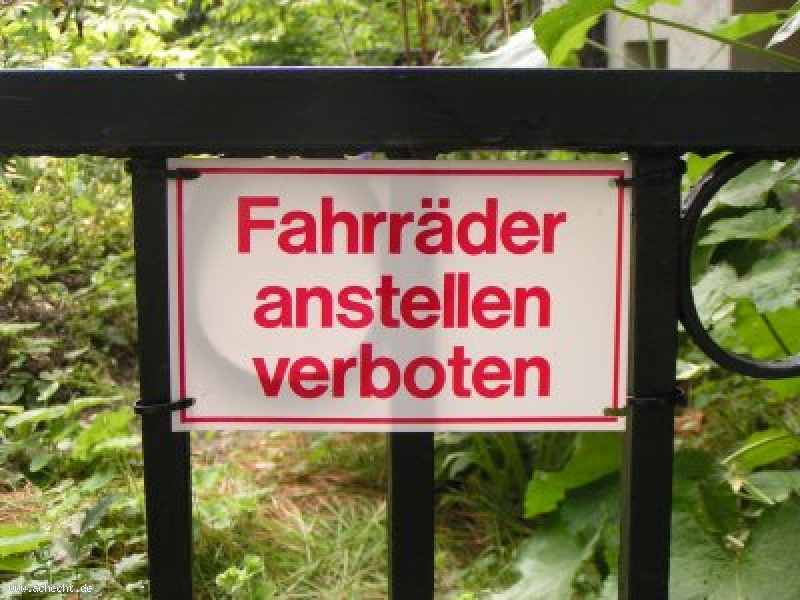 Fahrräder
anstellen
verboten
www.achecht.de